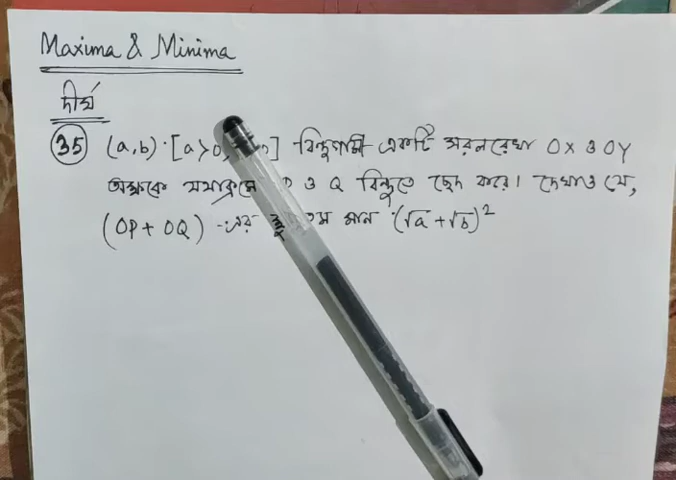 Maxima & Minima
দীর্ঘ
35 (a,b) [a>0, ] বিন্দুগামী একটি সরলরেখা OX ও OY
অক্ষকে যথাক্রমে ও Q বিন্দুতে ছেদ করে। দেখাও যে,
(OP + OQ) -এর মান (√a + √b)²